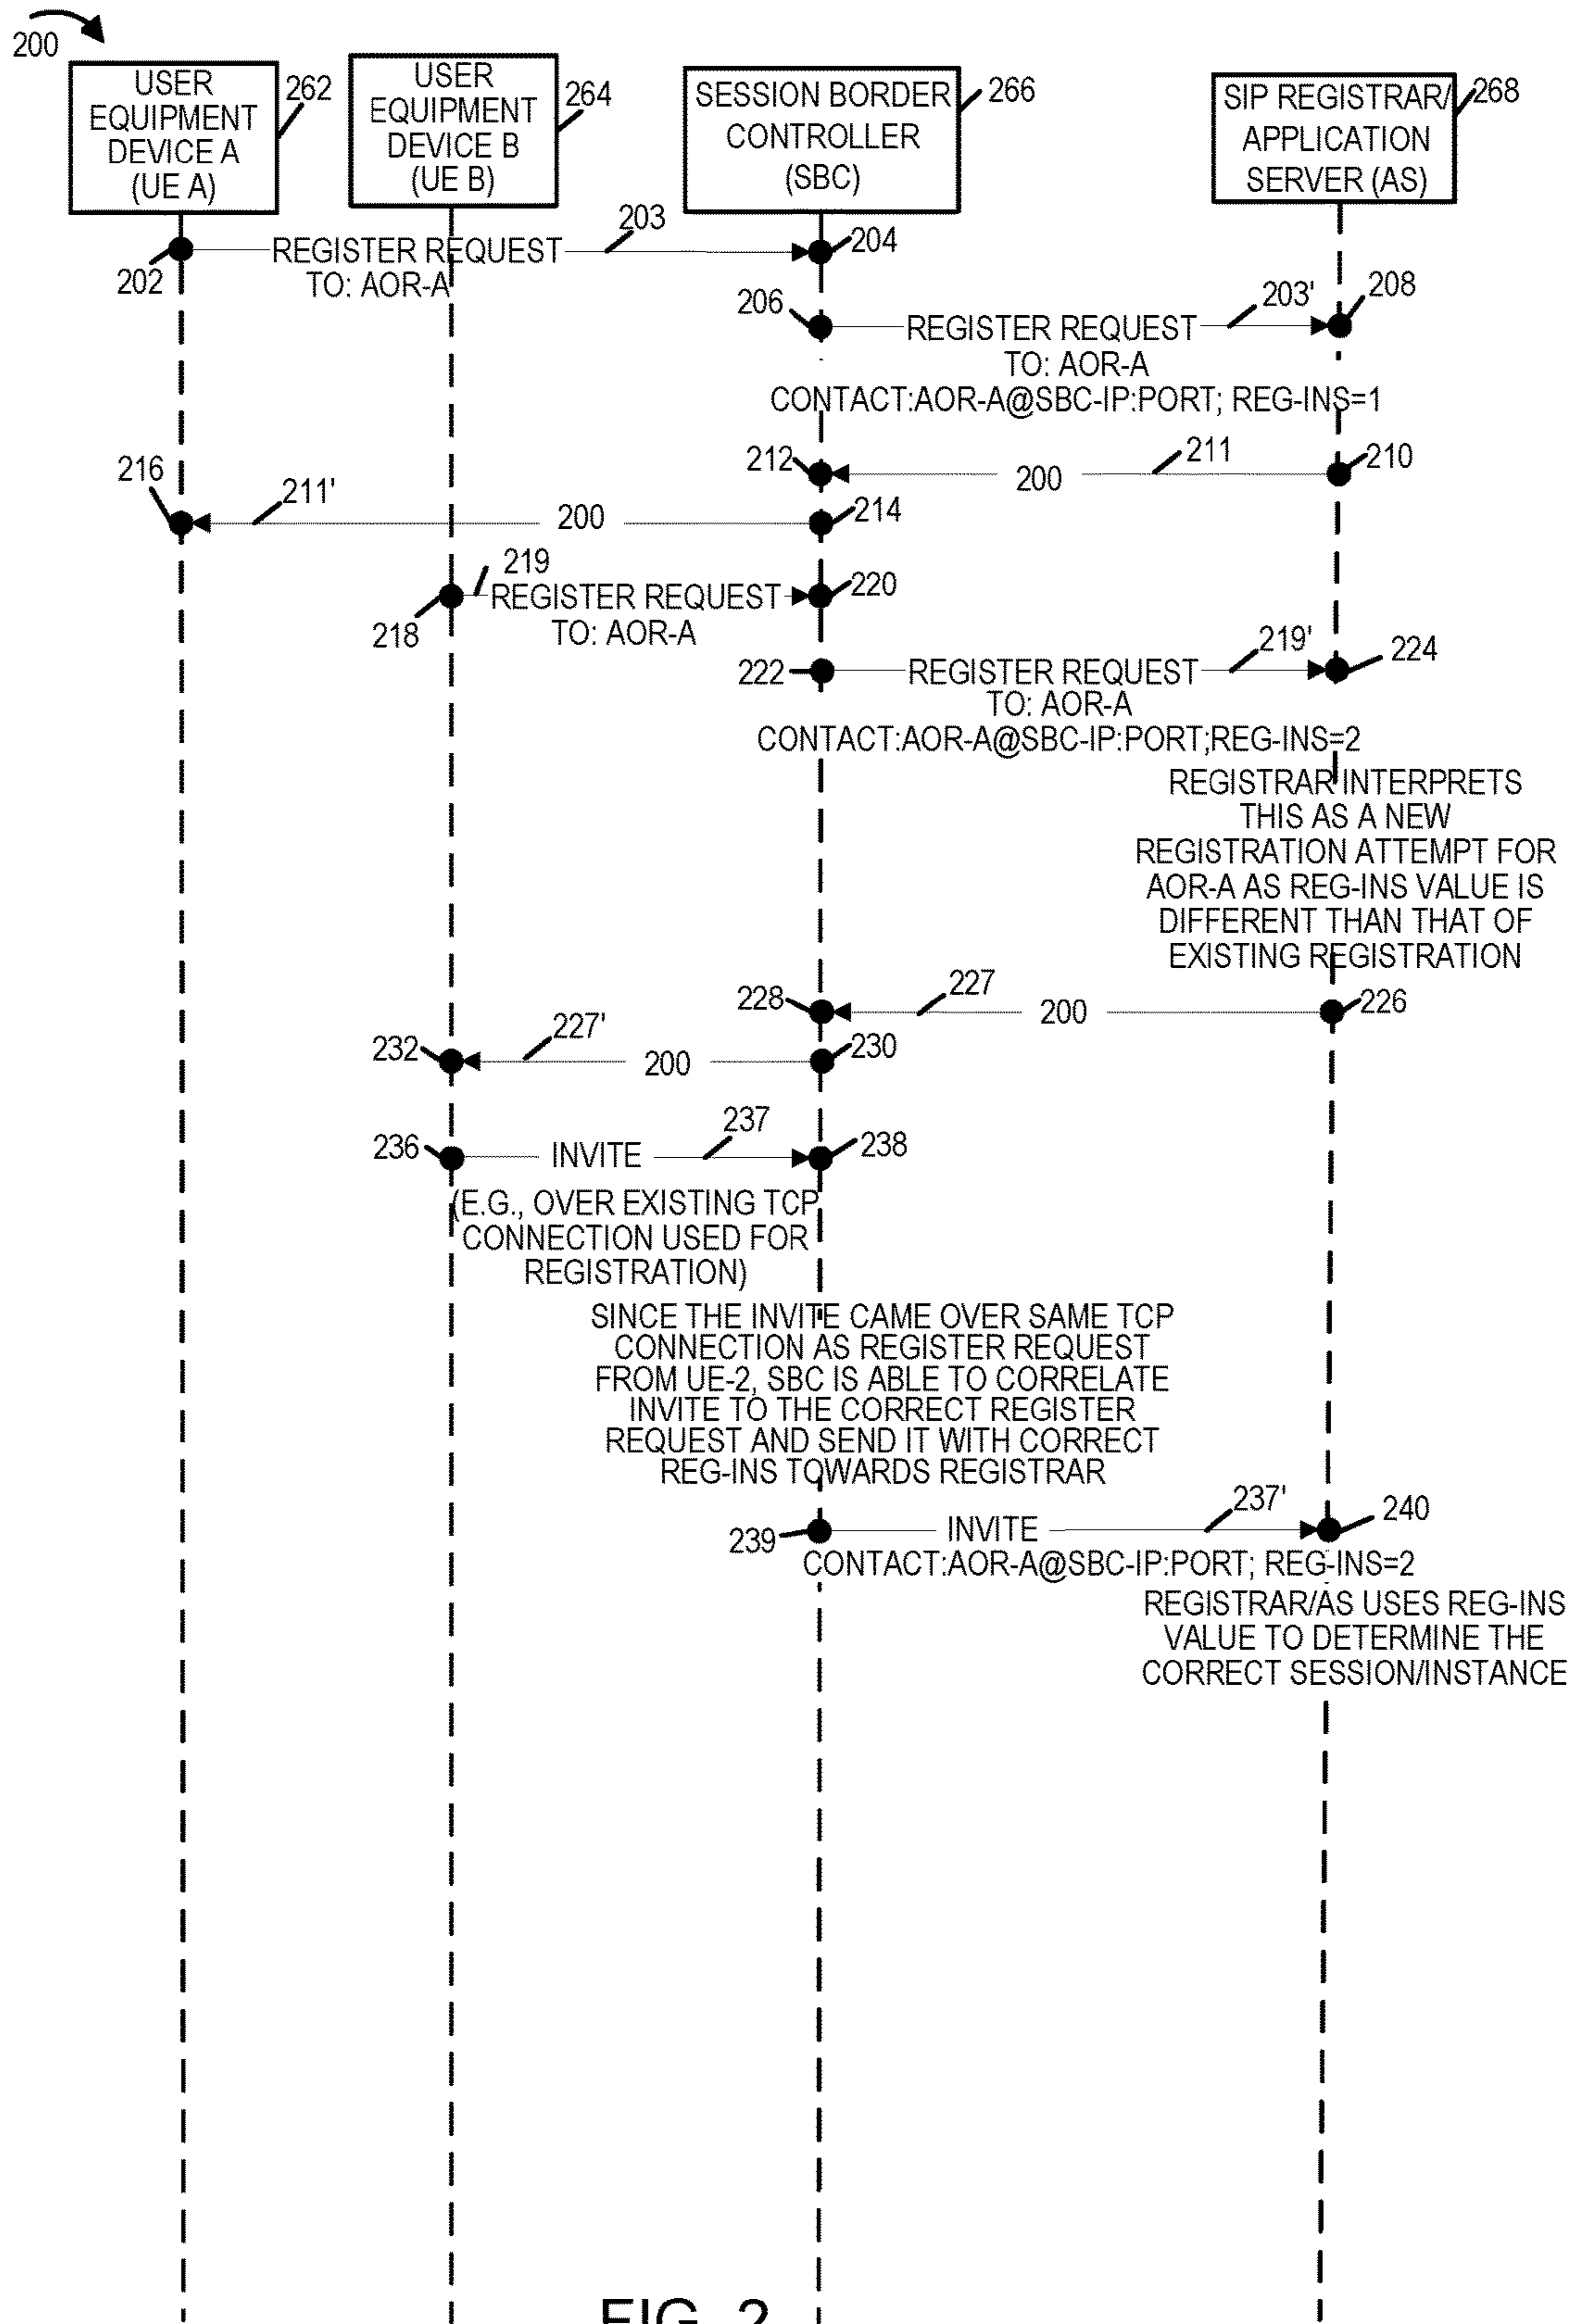 200
USER
EQUIPMENT
DEVICE A
(UE A)
262
USER
EQUIPMENT
DEVICE B
(UE B)
264
SESSION BORDER
CONTROLLER
(SBC)
266
SIP REGISTRAR/
APPLICATION
SERVER (AS)
268
202
REGISTER REQUEST
TO: AOR-A
203
204
206
REGISTER REQUEST
TO: AOR-A
CONTACT:AOR-A@SBC-IP:PORT; REG-INS=1
203'
208
212
200
211
210
216
211'
200
214
218
219
REGISTER REQUEST
TO: AOR-A
220
222
REGISTER REQUEST
TO: AOR-A
CONTACT:AOR-A@SBC-IP:PORT;REG-INS=2
219'
224
REGISTRAR INTERPRETS
THIS AS A NEW
REGISTRATION ATTEMPT FOR
AOR-A AS REG-INS VALUE IS
DIFFERENT THAN THAT OF
EXISTING REGISTRATION
228
227
200
226
232
227'
200
230
236
INVITE
237
238
(E.G., OVER EXISTING TCP
CONNECTION USED FOR
REGISTRATION)
SINCE THE INVITE CAME OVER SAME TCP
CONNECTION AS REGISTER REQUEST
FROM UE-2, SBC IS ABLE TO CORRELATE
INVITE TO THE CORRECT REGISTER
REQUEST AND SEND IT WITH CORRECT
REG-INS TOWARDS REGISTRAR
239
INVITE
237'
240
CONTACT:AOR-A@SBC-IP:PORT; REG-INS=2
REGISTRAR/AS USES REG-INS
VALUE TO DETERMINE THE
CORRECT SESSION/INSTANCE
FIG. 2